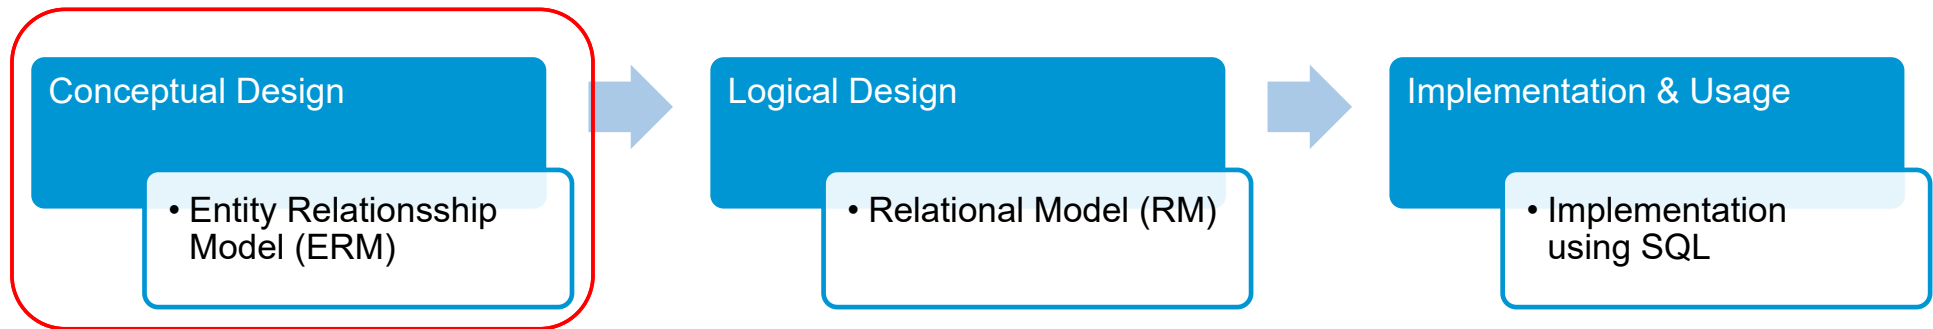 Conceptual Design
• Entity Relationsship
Model (ERM)
Logical Design
• Relational Model (RM)
Implementation & Usage
• Implementation
using SQL